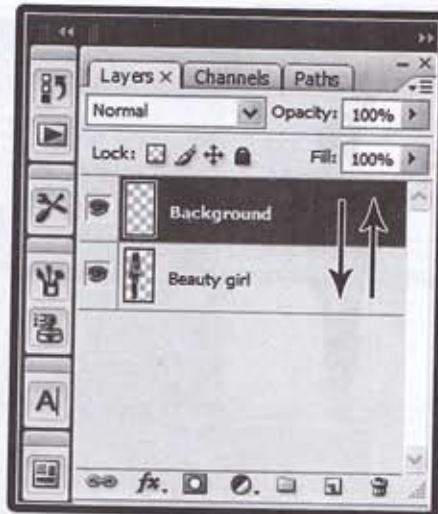 Layers × Channels Paths
Normal Opacity: 100%
Lock: Fill: 100%
Background
Beauty girl
A
fx.